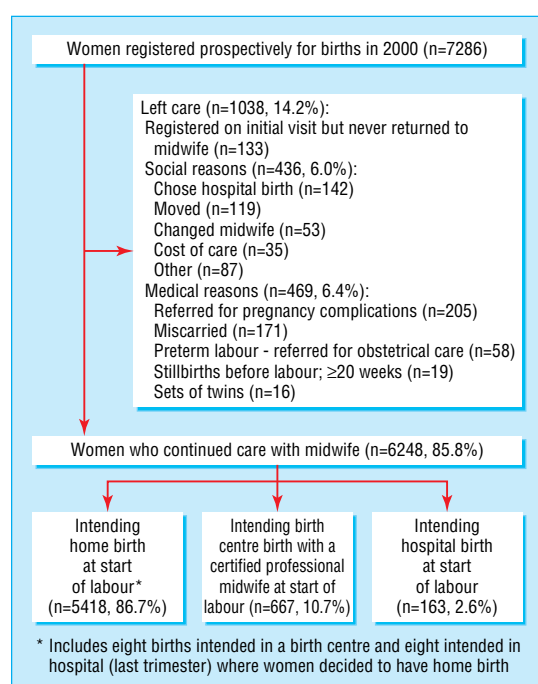 Women registered prospectively for births in 2000 (n=7286)
Left care (n=1038, 14.2%):
Registered on initial visit but never returned to
midwife (n=133)
Social reasons (n=436, 6.0%):
Chose hospital birth (n=142)
Moved (n=119)
Changed midwife (n=53)
Cost of care (n=35)
Other (n=87)
Medical reasons (n=469, 6.4%):
Referred for pregnancy complications (n=205)
Miscarried (n=171)
Preterm labour - referred for obstetrical care (n=58)
Stillbirths before labour; ≥20 weeks (n=19)
Sets of twins (n=16)
Women who continued care with midwife (n=6248, 85.8%)
Intending
home birth
at start
of labour*
(n=5418, 86.7%)
Intending birth
centre birth with a
certified professional
midwife at start of
labour (n=667, 10.7%)
Intending
hospital birth
at start
of labour
(n=163, 2.6%)
* Includes eight births intended in a birth centre and eight intended in
hospital (last trimester) where women decided to have home birth